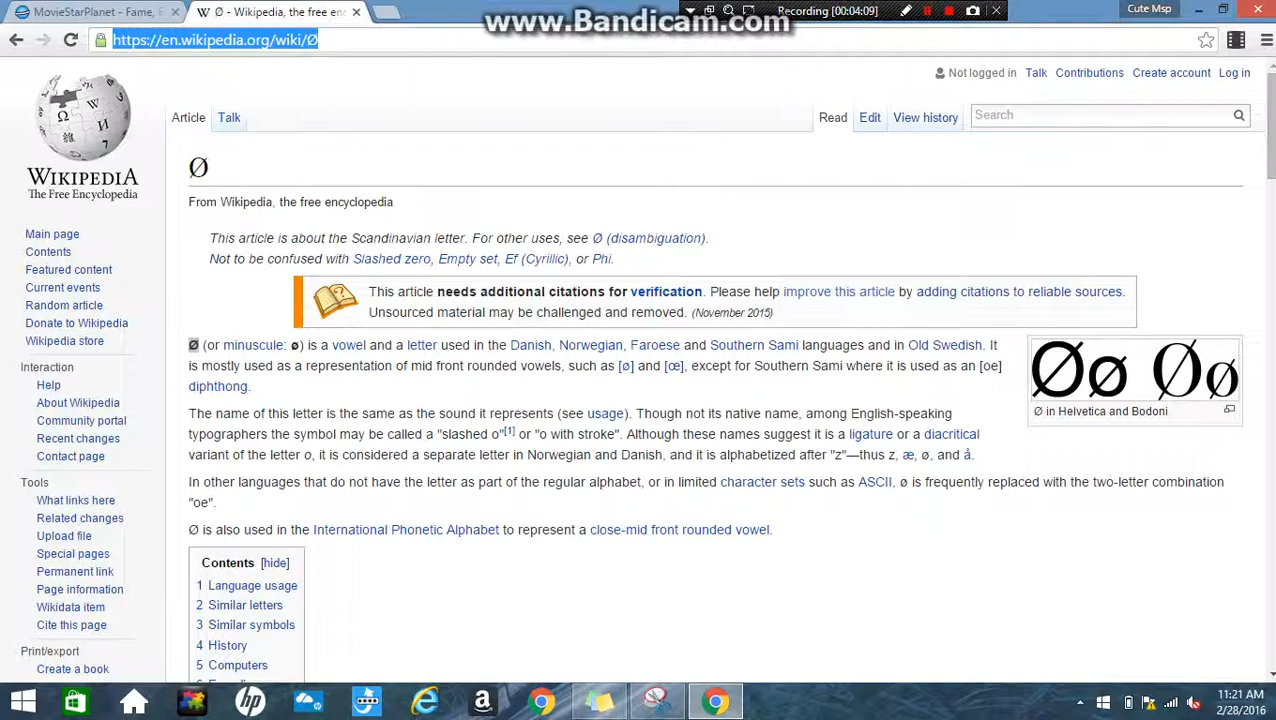 MovieStarPlanet - Fame, F
Ø - Wikipedia, the free en
www.Bandicam.com
Recording [00:04:09]
Cute Msp
https://en.wikipedia.org/wiki/Ø
Not logged in Talk Contributions Create account Log in
Article Talk Read Edit View history Search
WIKIPEDIA
The Free Encyclopedia
Main page
Contents
Featured content
Current events
Random article
Donate to Wikipedia
Wikipedia store
Interaction
Help
About Wikipedia
Community portal
Recent changes
Contact page
Tools
What links here
Related changes
Upload file
Special pages
Permanent link
Page information
Wikidata item
Cite this page
Print/export
Create a book
Ø
From Wikipedia, the free encyclopedia
This article is about the Scandinavian letter. For other uses, see Ø (disambiguation).
Not to be confused with Slashed zero, Empty set, Ef (Cyrillic), or Phi.
This article needs additional citations for verification. Please help improve this article by adding citations to reliable sources.
Unsourced material may be challenged and removed. (November 2015)
Ø (or minuscule: ø) is a vowel and a letter used in the Danish, Norwegian, Faroese and Southern Sami languages and in Old Swedish. It
is mostly used as a representation of mid front rounded vowels, such as [ø] and [œ], except for Southern Sami where it is used as an [oe]
diphthong.
The name of this letter is the same as the sound it represents (see usage). Though not its native name, among English-speaking
typographers the symbol may be called a "slashed o"[1] or "o with stroke". Although these names suggest it is a ligature or a diacritical
variant of the letter o, it is considered a separate letter in Norwegian and Danish, and it is alphabetized after "z"—thus z, æ, ø, and å.
In other languages that do not have the letter as part of the regular alphabet, or in limited character sets such as ASCII, ø is frequently replaced with the two-letter combination
"oe".
Ø is also used in the International Phonetic Alphabet to represent a close-mid front rounded vowel.
Øø Øø
Ø in Helvetica and Bodoni
Contents [hide]
1 Language usage
2 Similar letters
3 Similar symbols
4 History
5 Computers
11:21 AM
2/28/2016